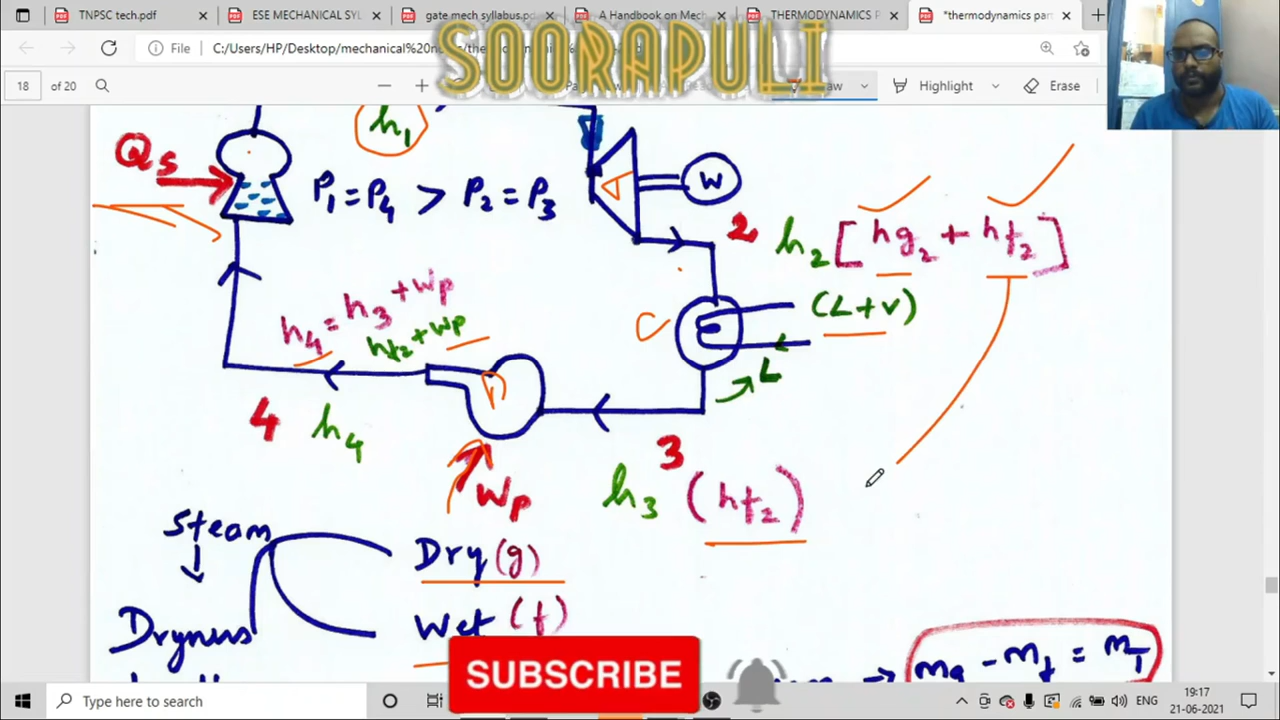 TNPSC tech.pdf
ESE MECHANICAL SYL
gate mech syllabus.pd
A Handbook on Mech
THERMODYNAMICS P
*thermodynamics par
File
C:/Users/HP/Desktop/mechanical%20
SOORAPULI
18 of 20
Highlight
Erase
h1
Qs
P1 = P4 > P2 = P3
T
W
2 h2 [hg2 + hf2]
(L+V)
C
L
h4 = h3 + Wp
hf2 + Wp
4 h4
3
h3 (hf2)
Wp
Steam
Dry (g)
Wet (f)
Dryness
SUBSCRIBE
Type here to search
ENG
19:17
21-06-2021